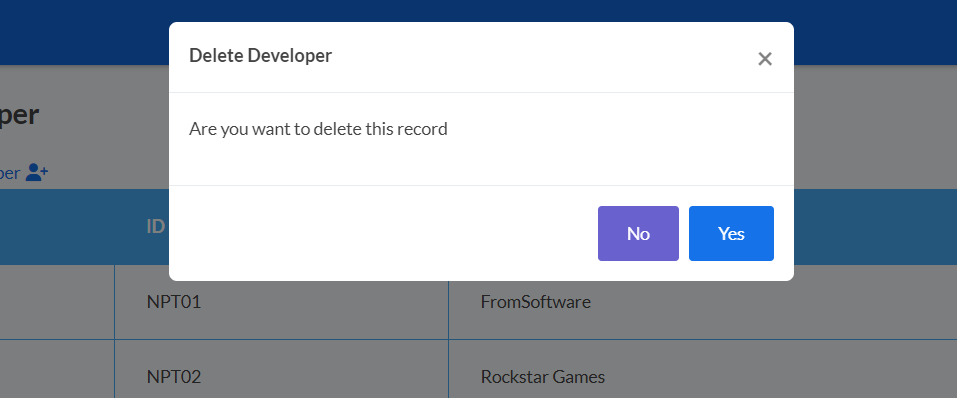 Delete Developer
×
Are you want to delete this record
No
Yes
per
per
ID
NPT01 FromSoftware
NPT02 Rockstar Games